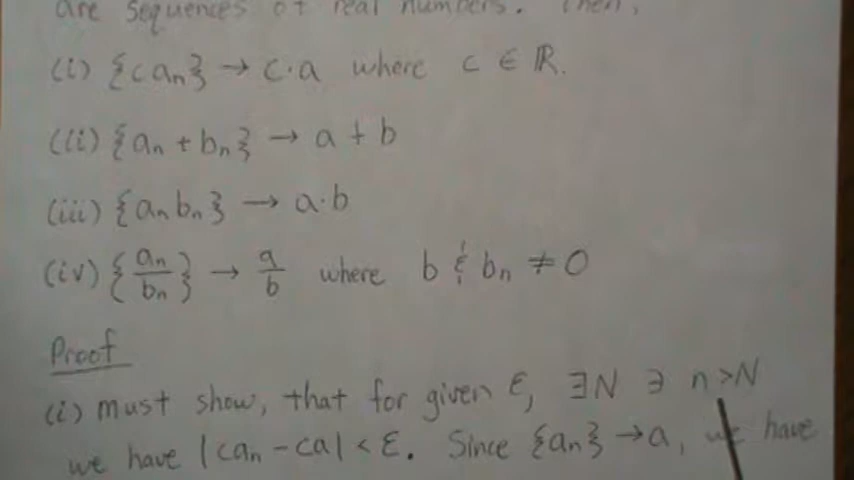 are sequences of real numbers. Then,
(i) {c aₙ} → c·a where c ∈ ℝ.
(ii) {aₙ + bₙ} → a + b
(iii) {aₙ bₙ} → a·b
(iv) {aₙ/bₙ} → a/b where b & bₙ ≠ 0
Proof
(i) must show, that for given ε, ∃N ∋ n>N
we have |caₙ - ca| < ε. Since {aₙ} → a, we have